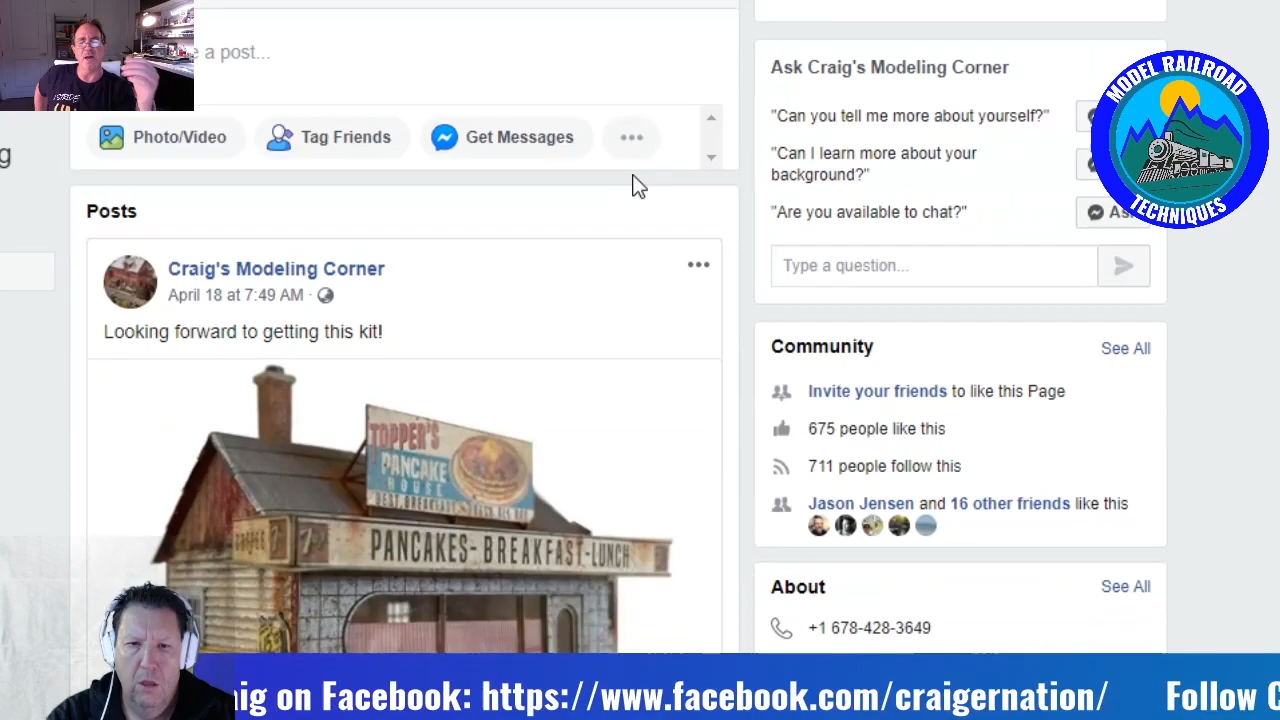 e a post...
Photo/Video
Tag Friends
Get Messages
g
Posts
Craig's Modeling Corner
April 18 at 7:49 AM ·
Looking forward to getting this kit!
TOPPER'S
PANCAKE
HOUSE
PANCAKES-BREAKFAST-LUNCH
Ask Craig's Modeling Corner
"Can you tell me more about yourself?"
"Can I learn more about your
background?"
"Are you available to chat?"
Type a question...
MODEL RAILROAD
TECHNIQUES
Community
See All
Invite your friends to like this Page
675 people like this
711 people follow this
Jason Jensen and 16 other friends like this
About
See All
+1 678-428-3649
aig on Facebook: https://www.facebook.com/craigernation/
Follow C